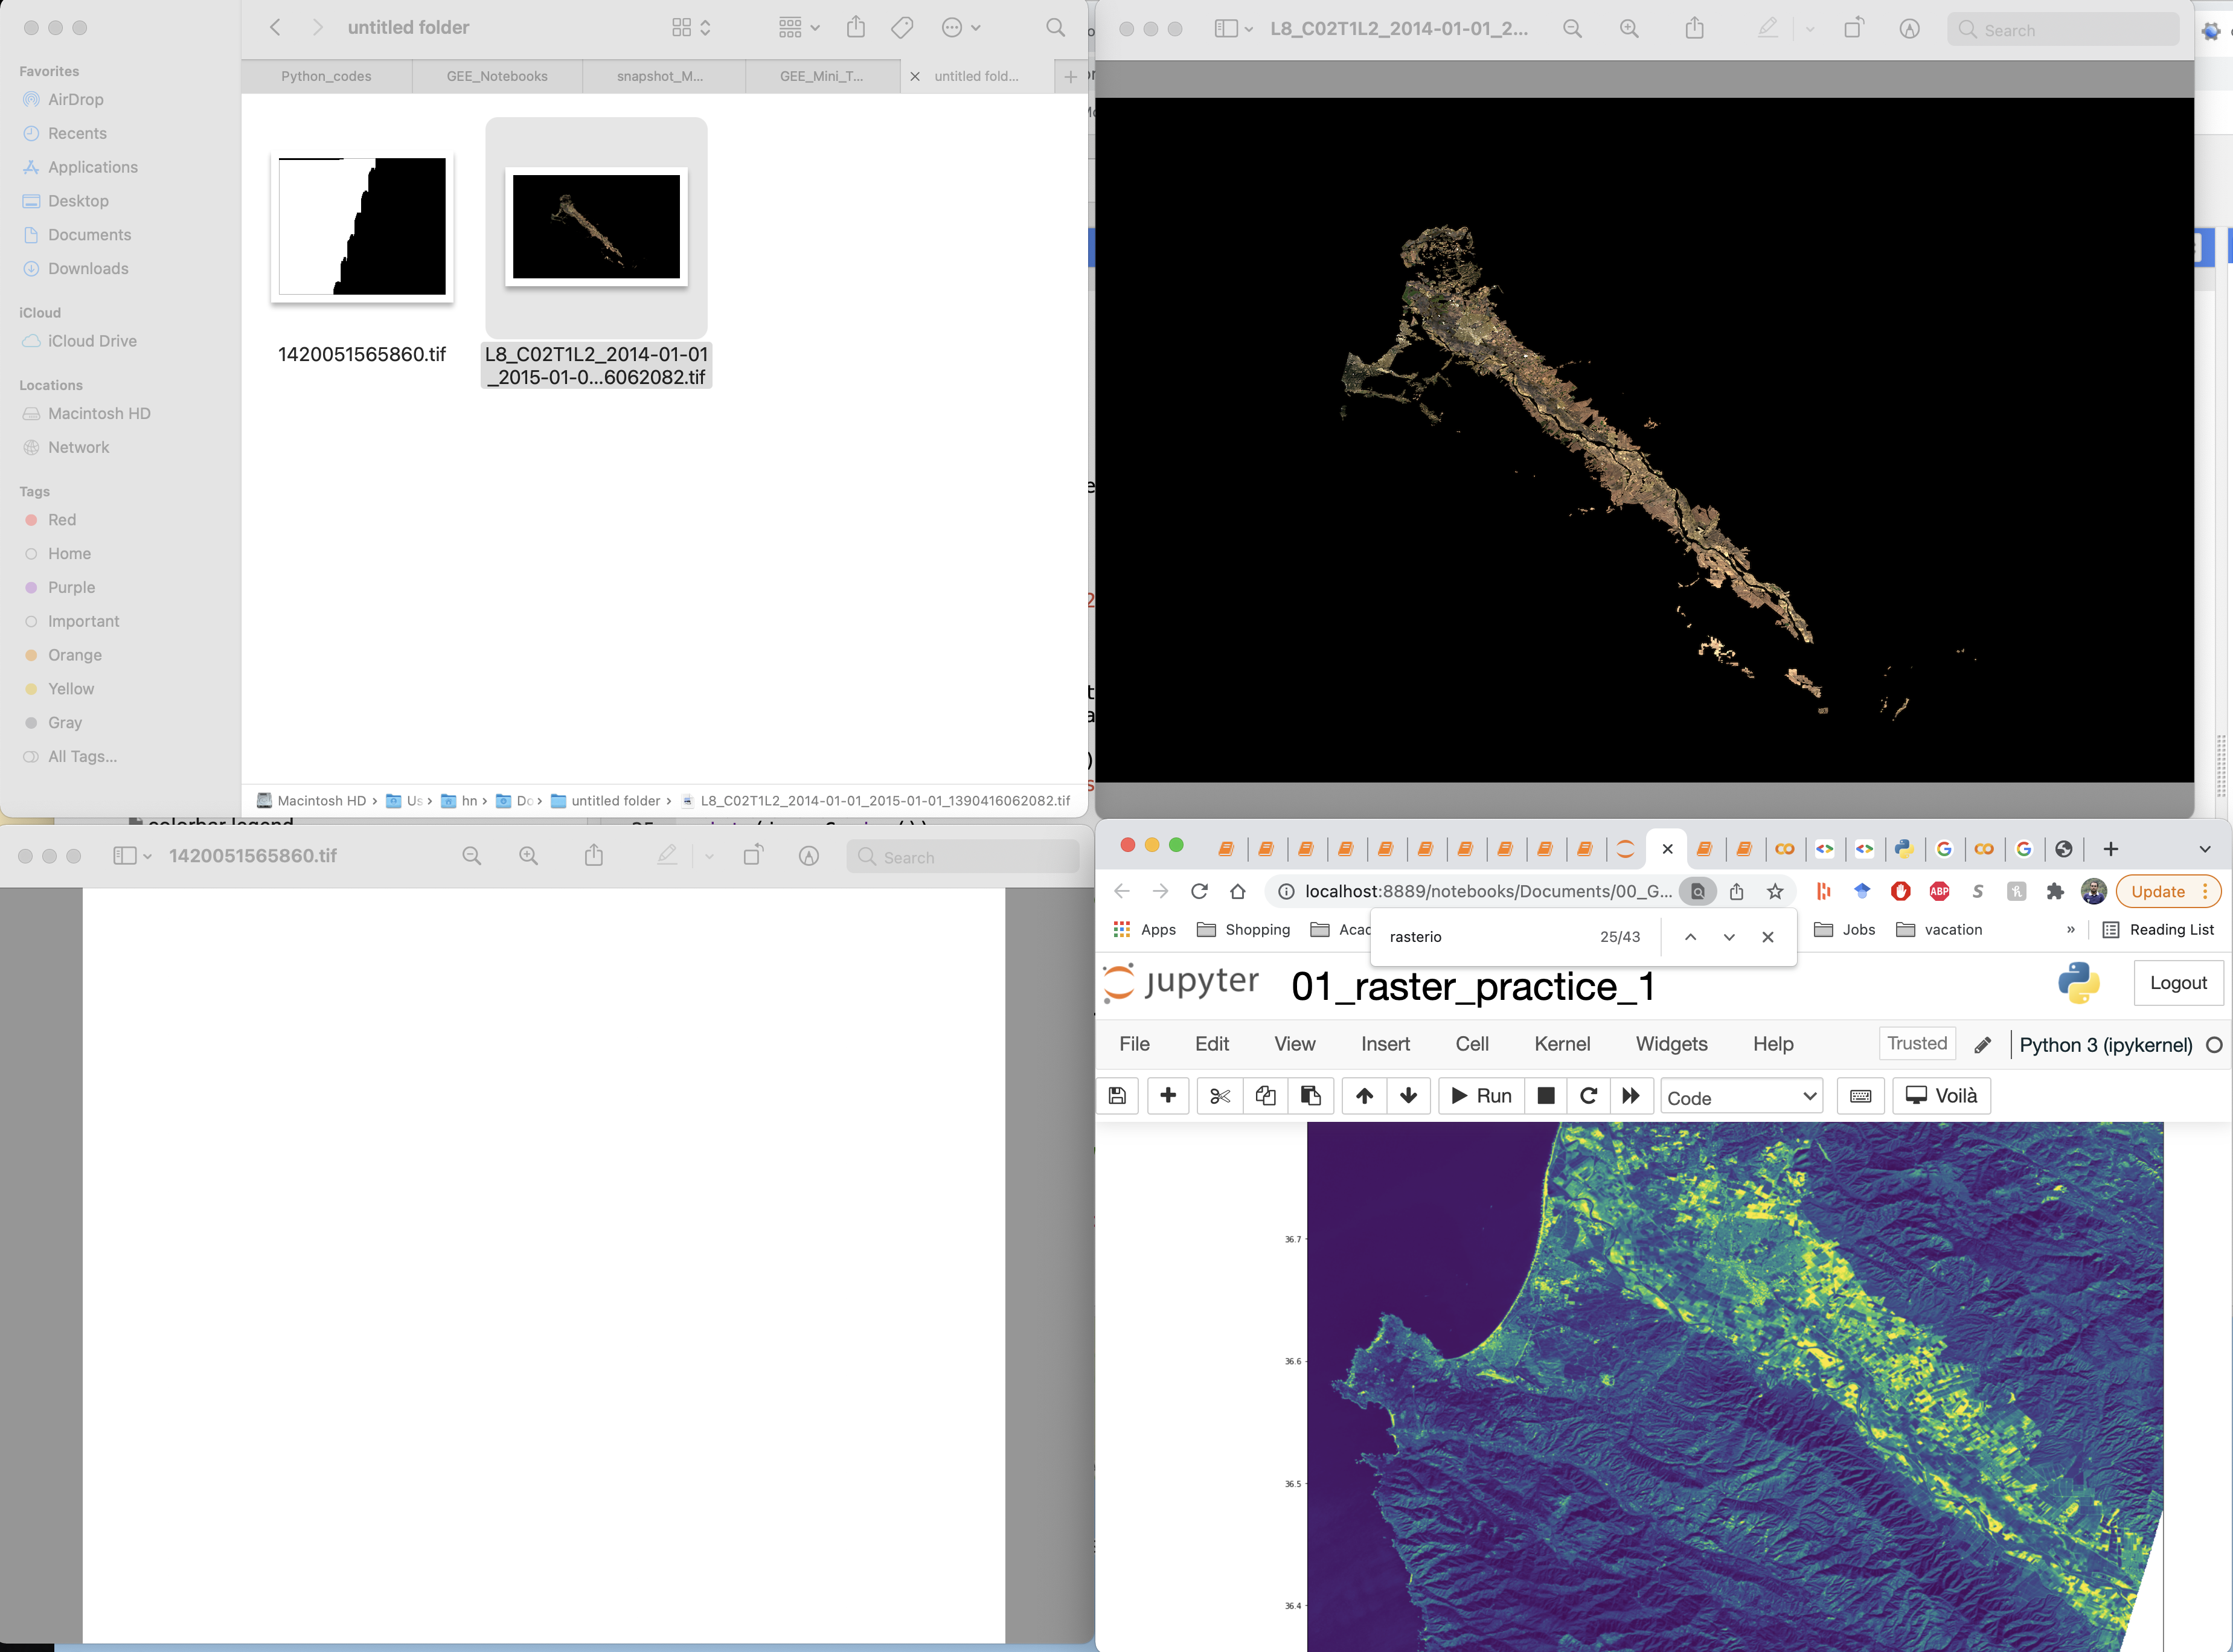 untitled folder
Python_codes
GEE_Notebooks
snapshot_M...
GEE_Mini_T...
untitled fold...
Favorites
AirDrop
Recents
Applications
Desktop
Documents
Downloads
iCloud
iCloud Drive
Locations
Macintosh HD
Network
Tags
Red
Home
Purple
Important
Orange
Yellow
Gray
All Tags...
1420051565860.tif
L8_C02T1L2_2014-01-01
_2015-01-0...6062082.tif
Macintosh HD › Us › hn › Do › untitled folder › L8_C02T1L2_2014-01-01_2015-01-01_1390416062082.tif
L8_C02T1L2_2014-01-01_2...
Search
1420051565860.tif
Search
localhost:8889/notebooks/Documents/00_G...
ABP
Update
Apps
Shopping
Acad
Jobs
vacation
»
Reading List
rasterio
25/43
jupyter
01_raster_practice_1
Logout
File
Edit
View
Insert
Cell
Kernel
Widgets
Help
Trusted
Python 3 (ipykernel)
Run
Code
Voilà
36.7
36.6
36.5
36.4